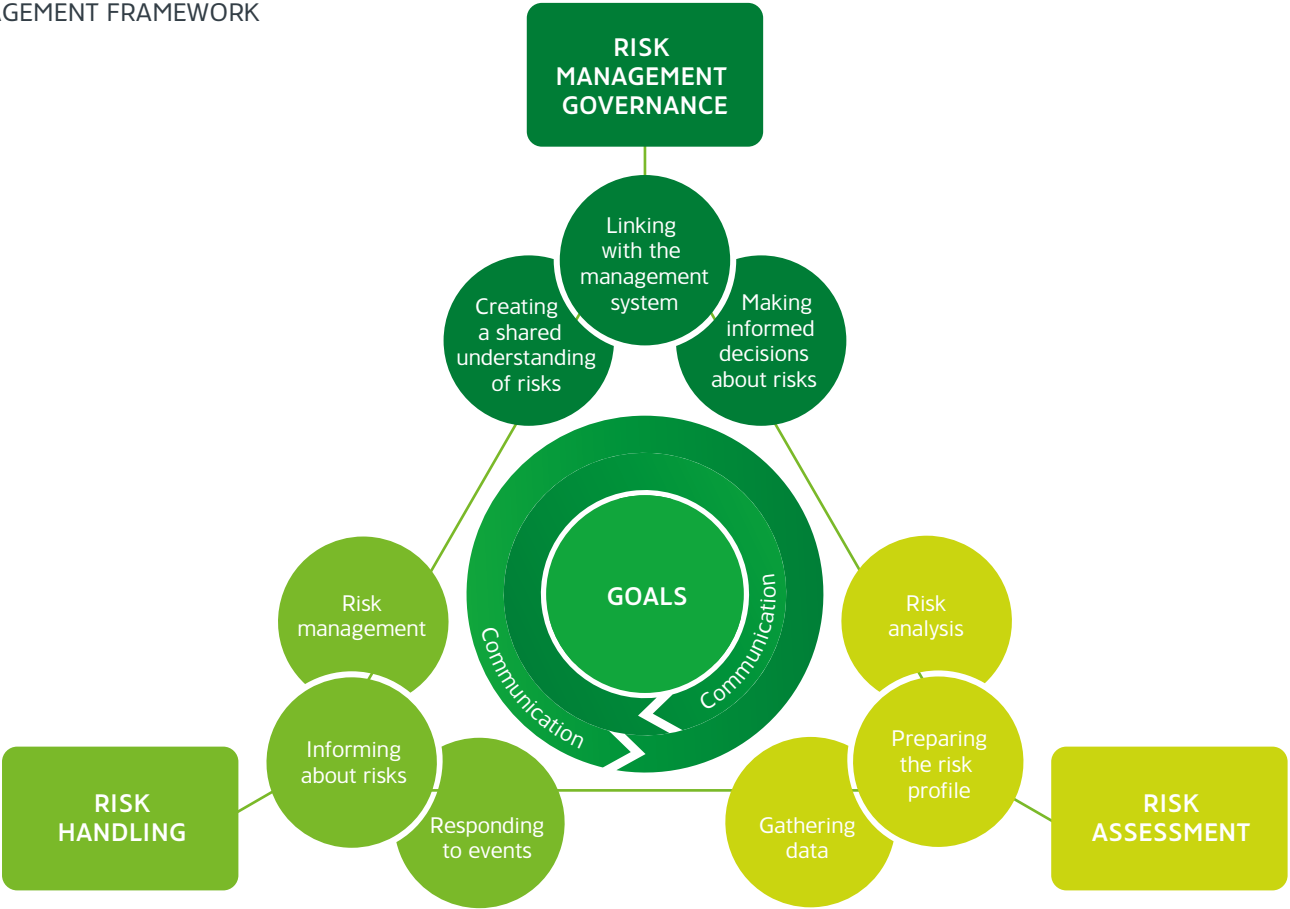 MANAGEMENT FRAMEWORK
RISK
MANAGEMENT
GOVERNANCE
Linking
with the
management
system
Creating
a shared
understanding
of risks
Making
informed
decisions
about risks
GOALS
Communication
Communication
Risk
management
Informing
about risks
Responding
to events
RISK
HANDLING
Risk
analysis
Preparing
the risk
profile
Gathering
data
RISK
ASSESSMENT